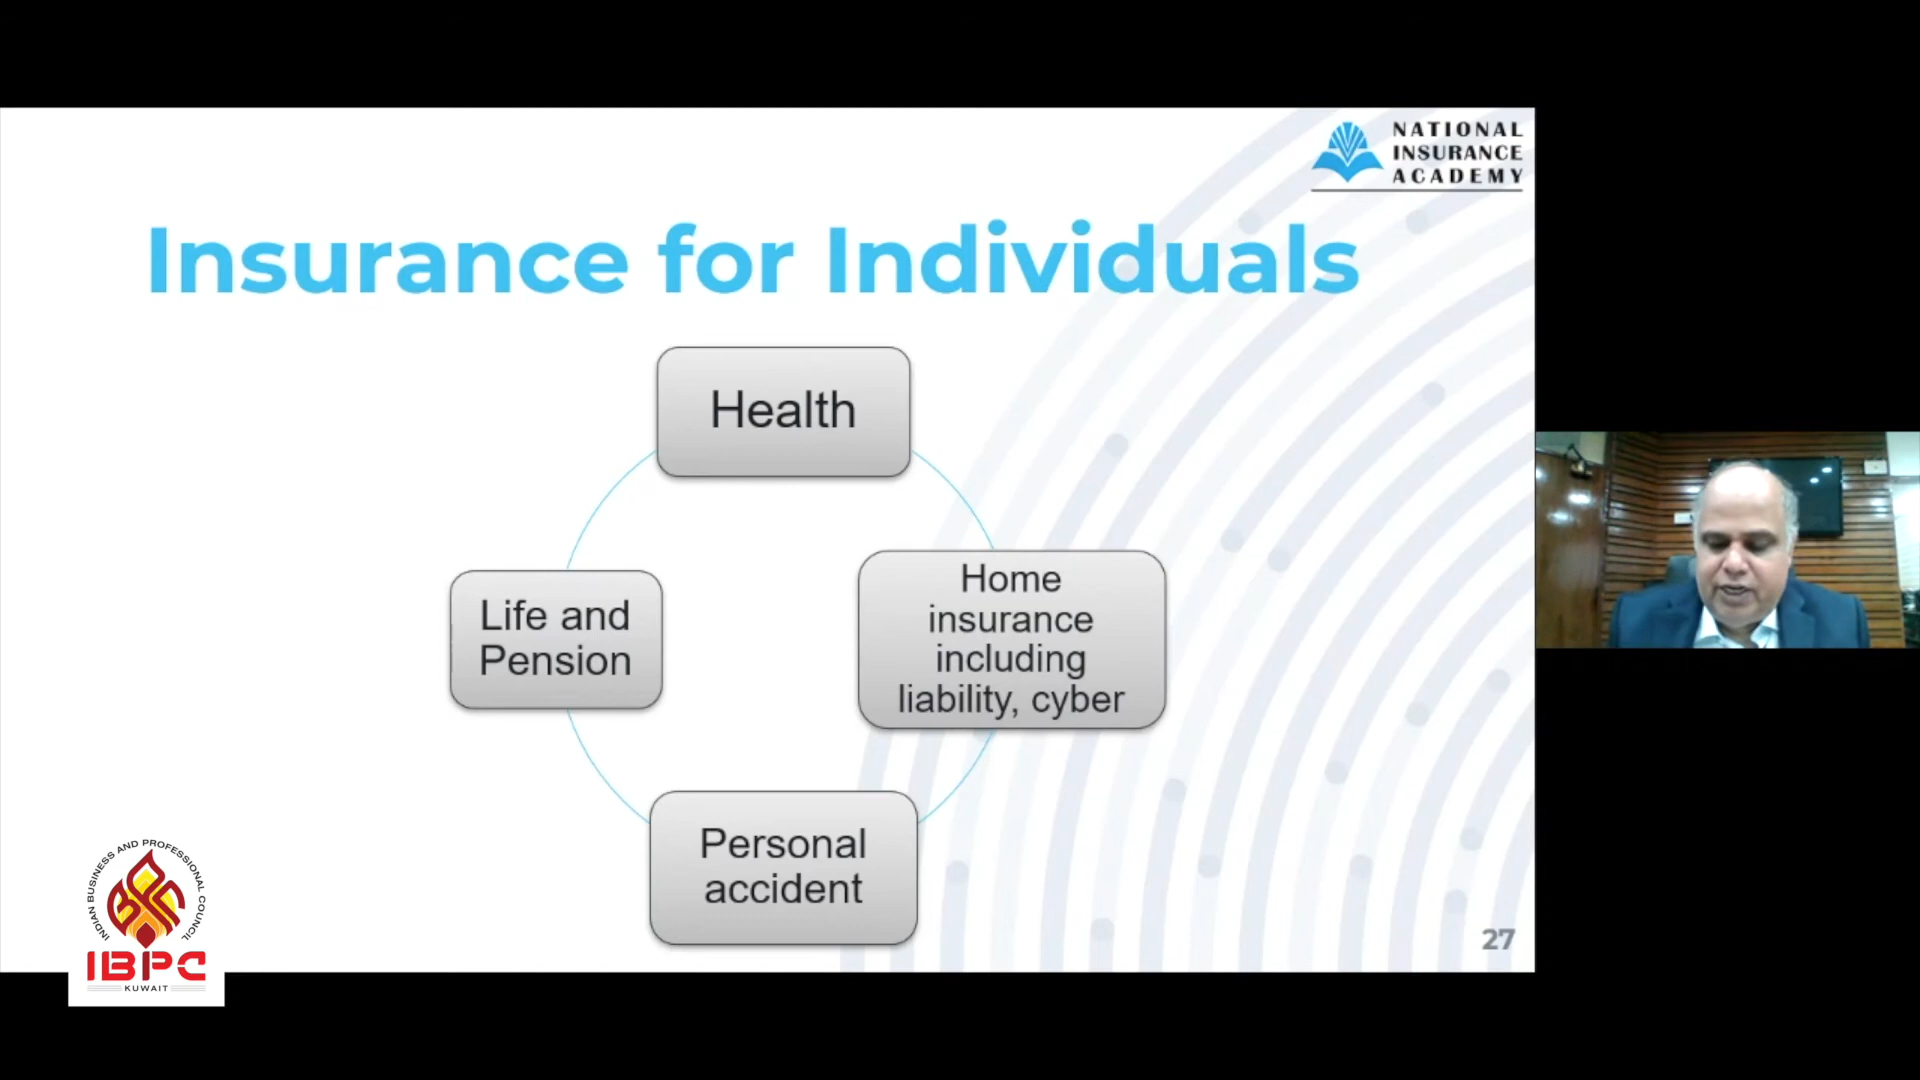 NATIONAL
INSURANCE
ACADEMY
Insurance for Individuals
Health
Life and
Pension
Home
insurance
including
liability, cyber
Personal
accident
27
INDIAN BUSINESS AND PROFESSIONAL COUNCIL
IBPC
KUWAIT